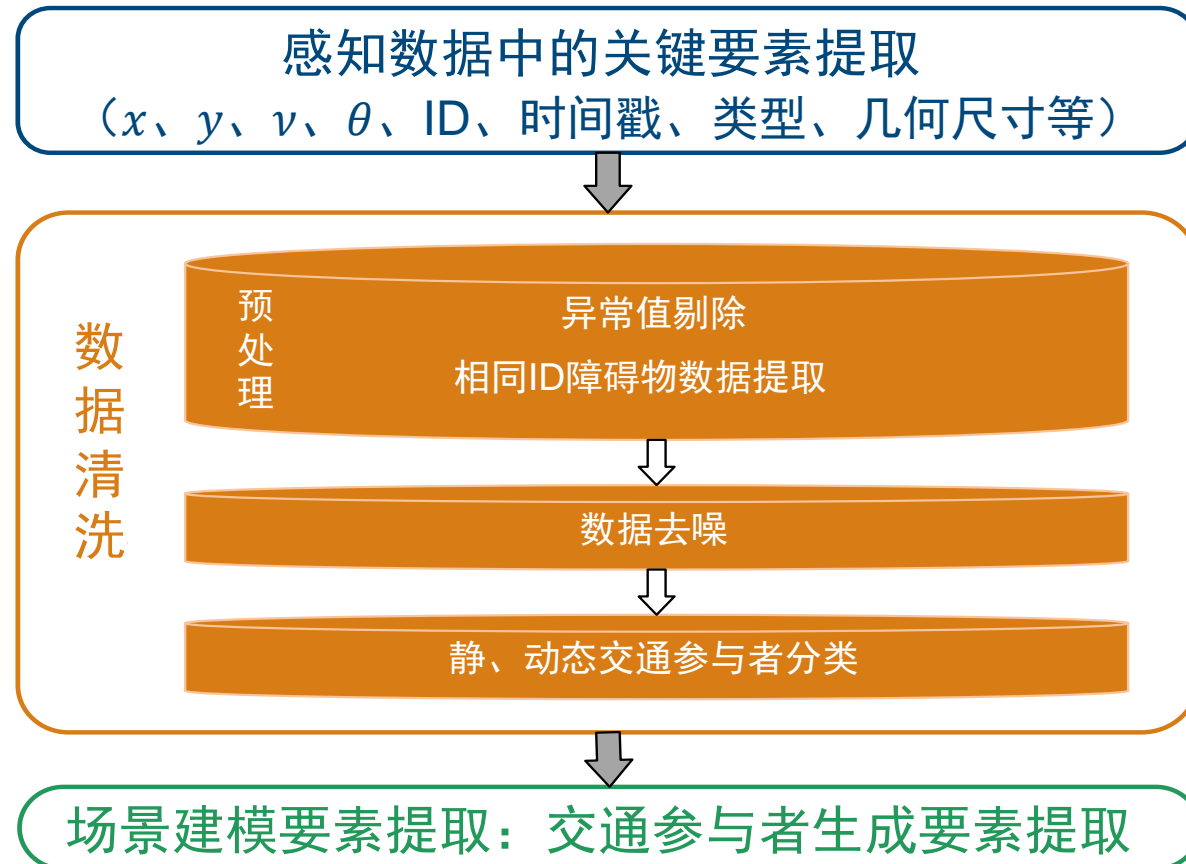 感知数据中的关键要素提取
（x、y、v、θ、ID、时间戳、类型、几何尺寸等）
数据清洗
预处理
异常值剔除
相同ID障碍物数据提取
数据去噪
静、动态交通参与者分类
场景建模要素提取：交通参与者生成要素提取